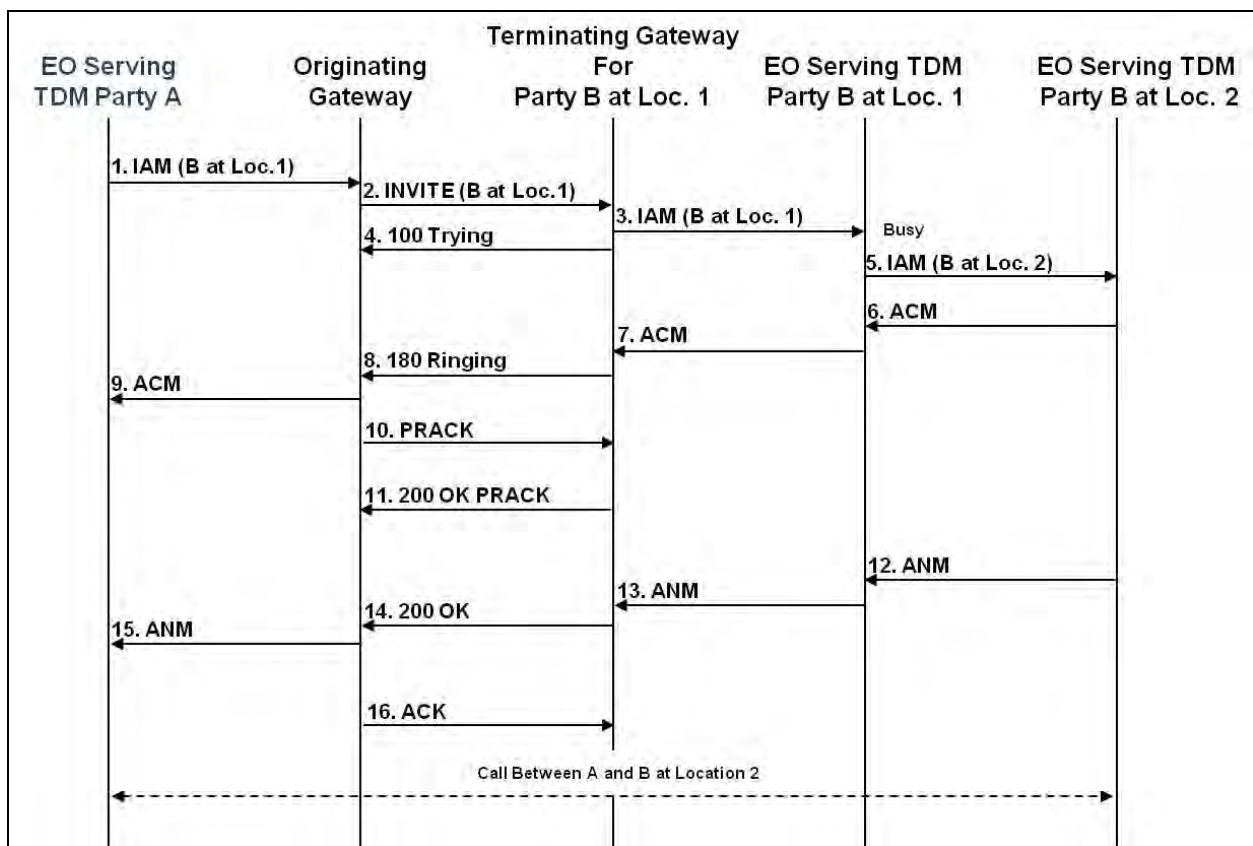 Terminating Gateway
For
Party B at Loc. 1
EO Serving
TDM Party A
Originating
Gateway
EO Serving TDM
Party B at Loc. 1
EO Serving TDM
Party B at Loc. 2
1. IAM (B at Loc.1)
2. INVITE (B at Loc.1)
3. IAM (B at Loc. 1)
Busy
4. 100 Trying
5. IAM (B at Loc. 2)
6. ACM
7. ACM
8. 180 Ringing
9. ACM
10. PRACK
11. 200 OK PRACK
12. ANM
13. ANM
14. 200 OK
15. ANM
16. ACK
Call Between A and B at Location 2